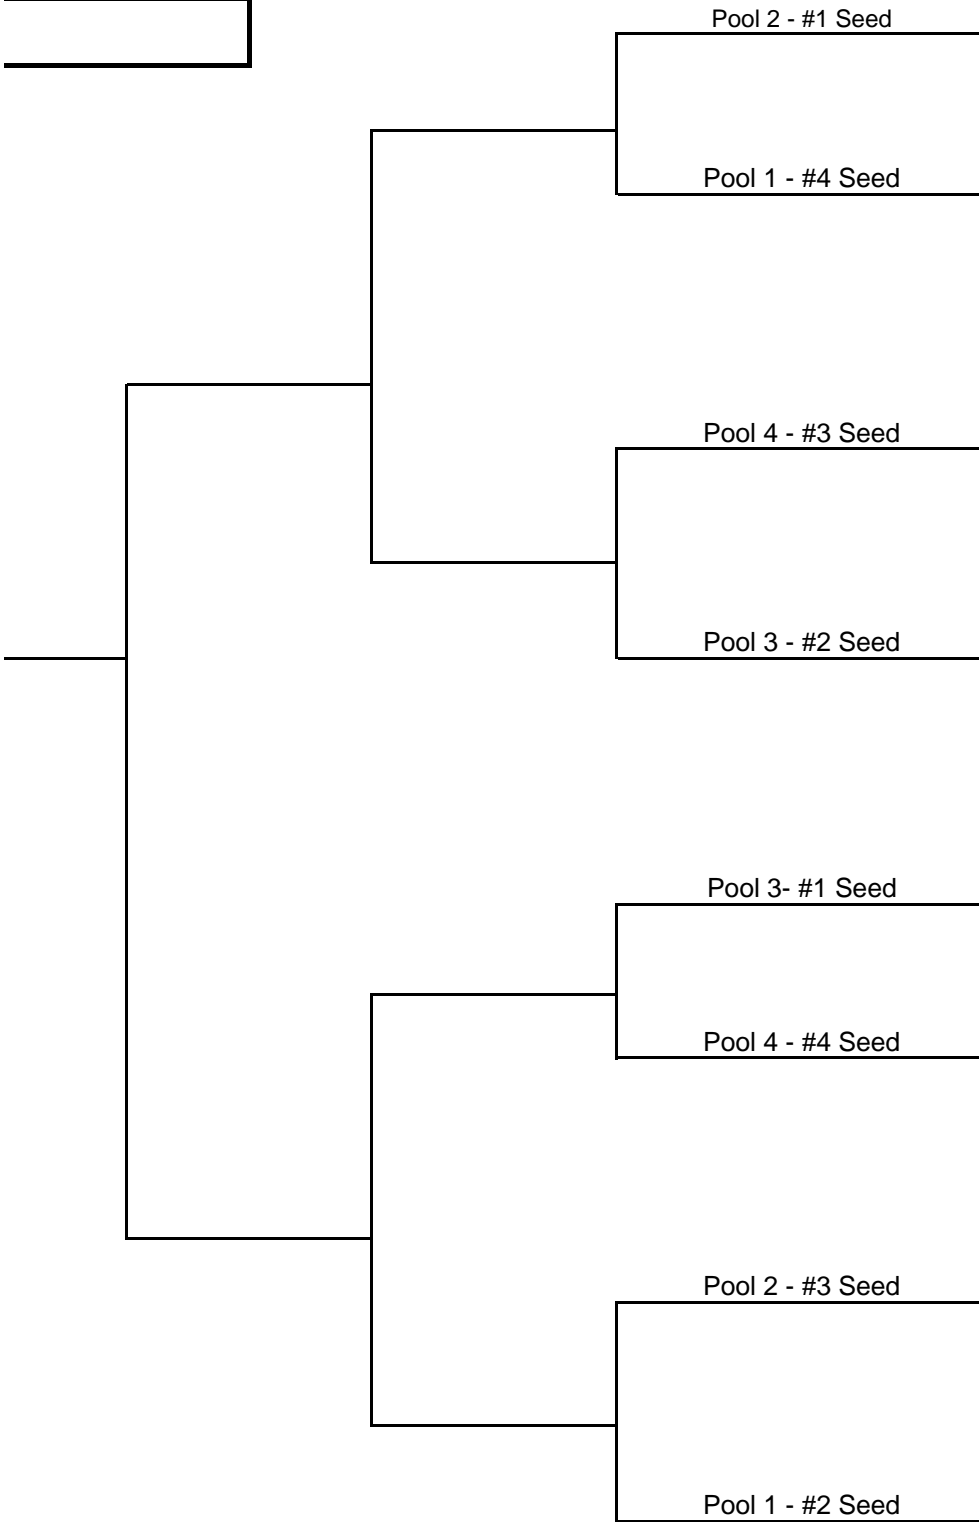 Pool 2 - #1 Seed
Pool 1 - #4 Seed
Pool 4 - #3 Seed
Pool 3 - #2 Seed
Pool 3- #1 Seed
Pool 4 - #4 Seed
Pool 2 - #3 Seed
Pool 1 - #2 Seed